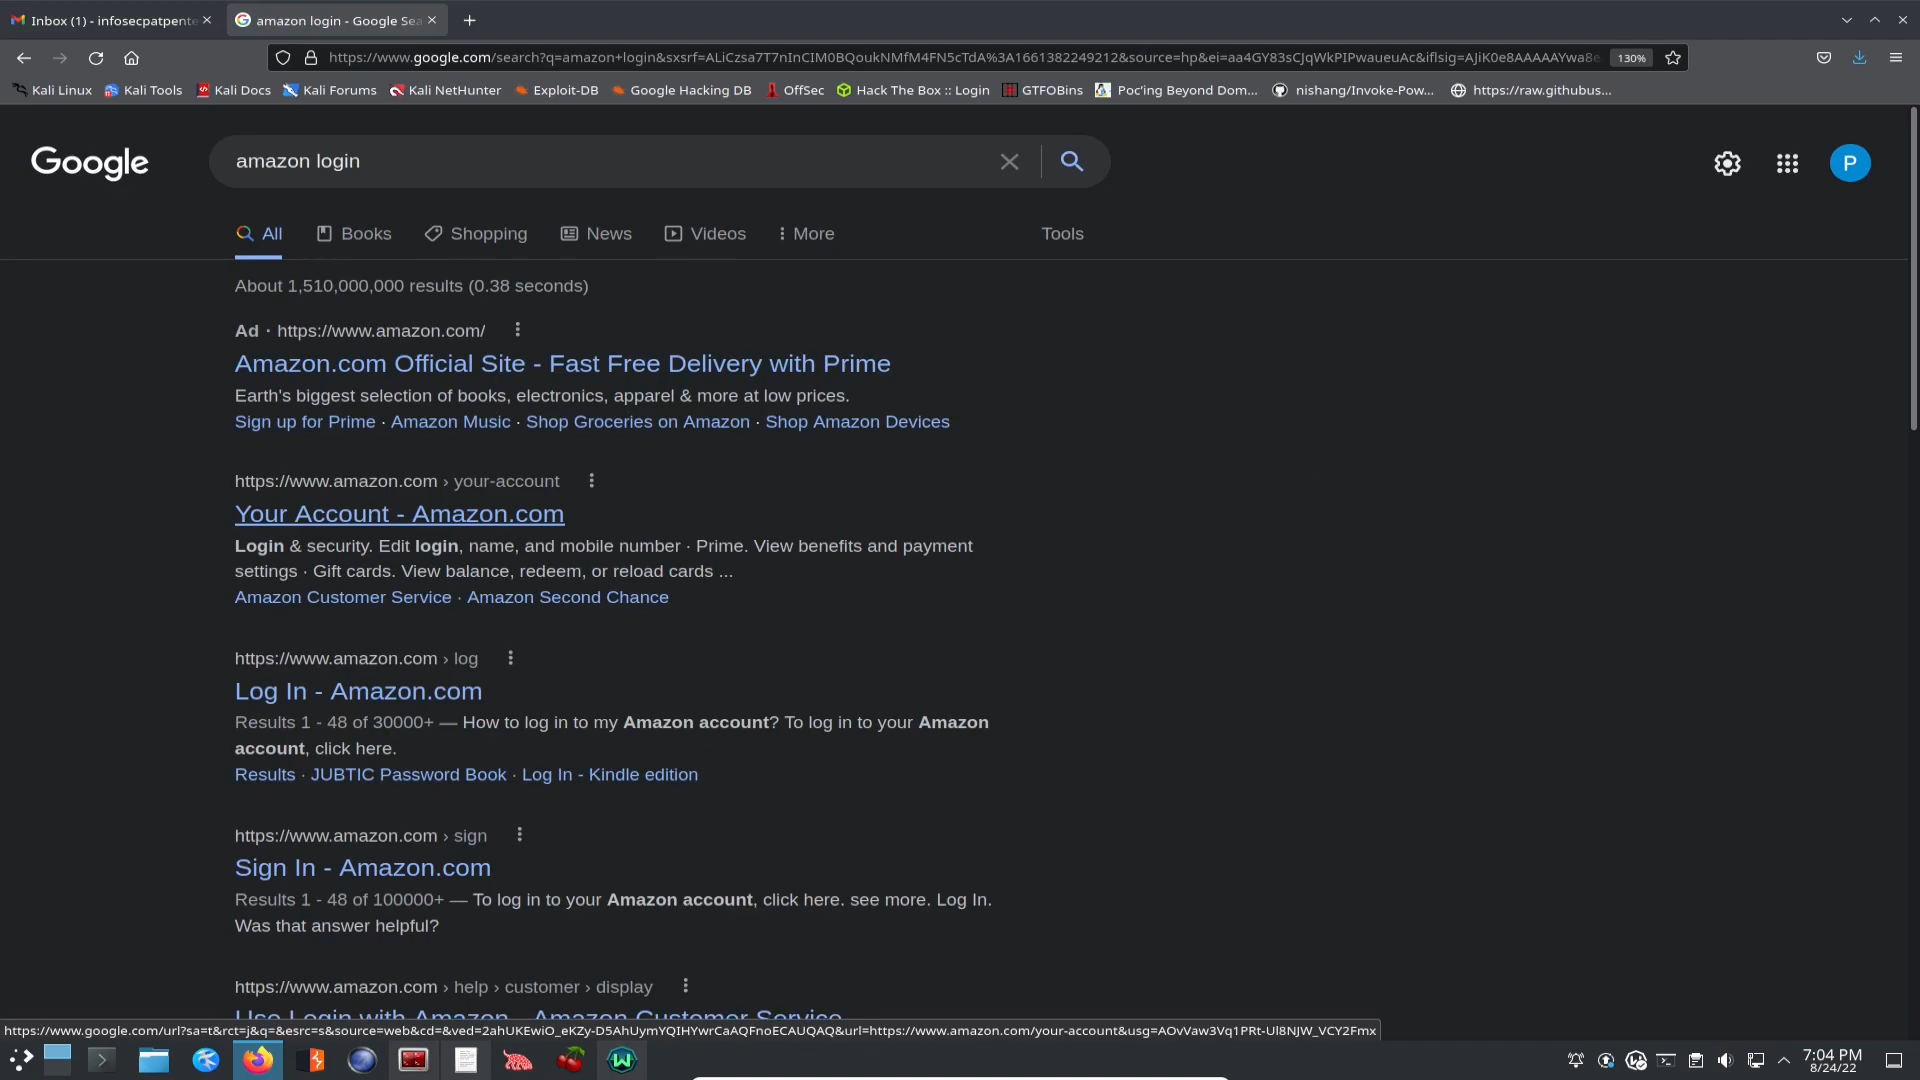 Inbox (1) - infosecpatpente
amazon login - Google Sea
https://www.google.com/search?q=amazon+login&sxsrf=ALiCzsa7T7nInCIM0BQoukNMfM4FN5cTdA%3A1661382249212&source=hp&ei=aa4GY83sCJqWkPIPwaueuAc&iflsig=AJiK0e8AAAAAYwa8e
130%
Kali Linux Kali Tools Kali Docs Kali Forums Kali NetHunter Exploit-DB Google Hacking DB OffSec Hack The Box :: Login GTFOBins Poc'ing Beyond Dom... nishang/Invoke-Pow... https://raw.githubus...
Google
amazon login
P
All Books Shopping News Videos More Tools
About 1,510,000,000 results (0.38 seconds)
Ad · https://www.amazon.com/
Amazon.com Official Site - Fast Free Delivery with Prime
Earth's biggest selection of books, electronics, apparel & more at low prices.
Sign up for Prime · Amazon Music · Shop Groceries on Amazon · Shop Amazon Devices
https://www.amazon.com › your-account
Your Account - Amazon.com
Login & security. Edit login, name, and mobile number · Prime. View benefits and payment
settings · Gift cards. View balance, redeem, or reload cards ...
Amazon Customer Service · Amazon Second Chance
https://www.amazon.com › log
Log In - Amazon.com
Results 1 - 48 of 30000+ — How to log in to my Amazon account? To log in to your Amazon
account, click here.
Results · JUBTIC Password Book · Log In - Kindle edition
https://www.amazon.com › sign
Sign In - Amazon.com
Results 1 - 48 of 100000+ — To log in to your Amazon account, click here. see more. Log In.
Was that answer helpful?
https://www.amazon.com › help › customer › display
Use Login with Amazon - Amazon Customer Service
https://www.google.com/url?sa=t&rct=j&q=&esrc=s&source=web&cd=&ved=2ahUKEwiO_eKZy-D5AhUymYQIHYwrCaAQFnoECAUQAQ&url=https://www.amazon.com/your-account&usg=AOvVaw3Vq1PRt-Ul8NJW_VCY2Fmx
7:04 PM
8/24/22